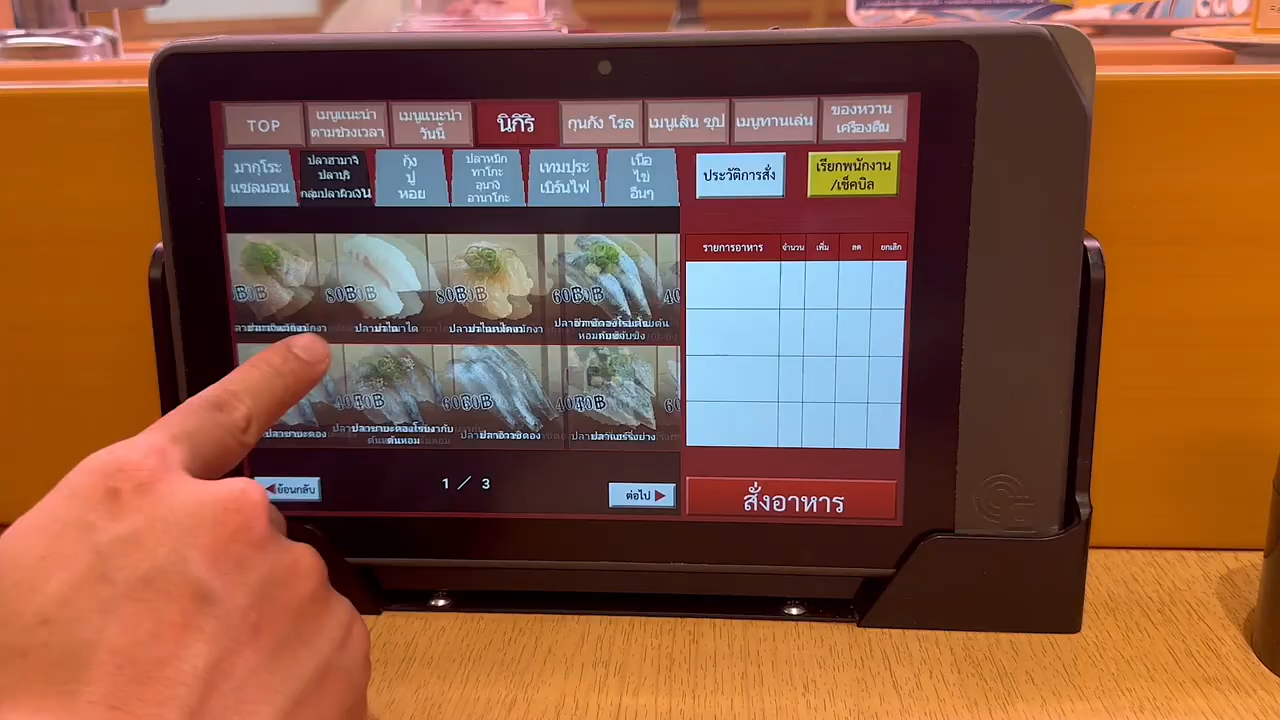 TOP
เมนูแนะนำ
ตามช่วงเวลา
เมนูแนะนำ
วันนี้
นิกิริ
กุนกัง โรล
เมนูเส้น ซุป
เมนูทานเล่น
ของหวาน
เครื่องดื่ม
มากุโระ
แซลมอน
ปลาฮามาจิ
ปลาบุริ
กลุ่มปลาผิวเงิน
กุ้ง
ปู
หอย
ปลาหมึก
ทาโกะ
อุนางิ
อานาโกะ
เทมปุระ
เบิร์นไฟ
เนื้อ
ไข่
อื่นๆ
ประวัติการสั่ง
เรียกพนักงาน
/เช็คบิล
รายการอาหาร
จำนวน
เพิ่ม
ลด
ยกเลิก
ย้อนกลับ
1 / 3
ต่อไป
สั่งอาหาร